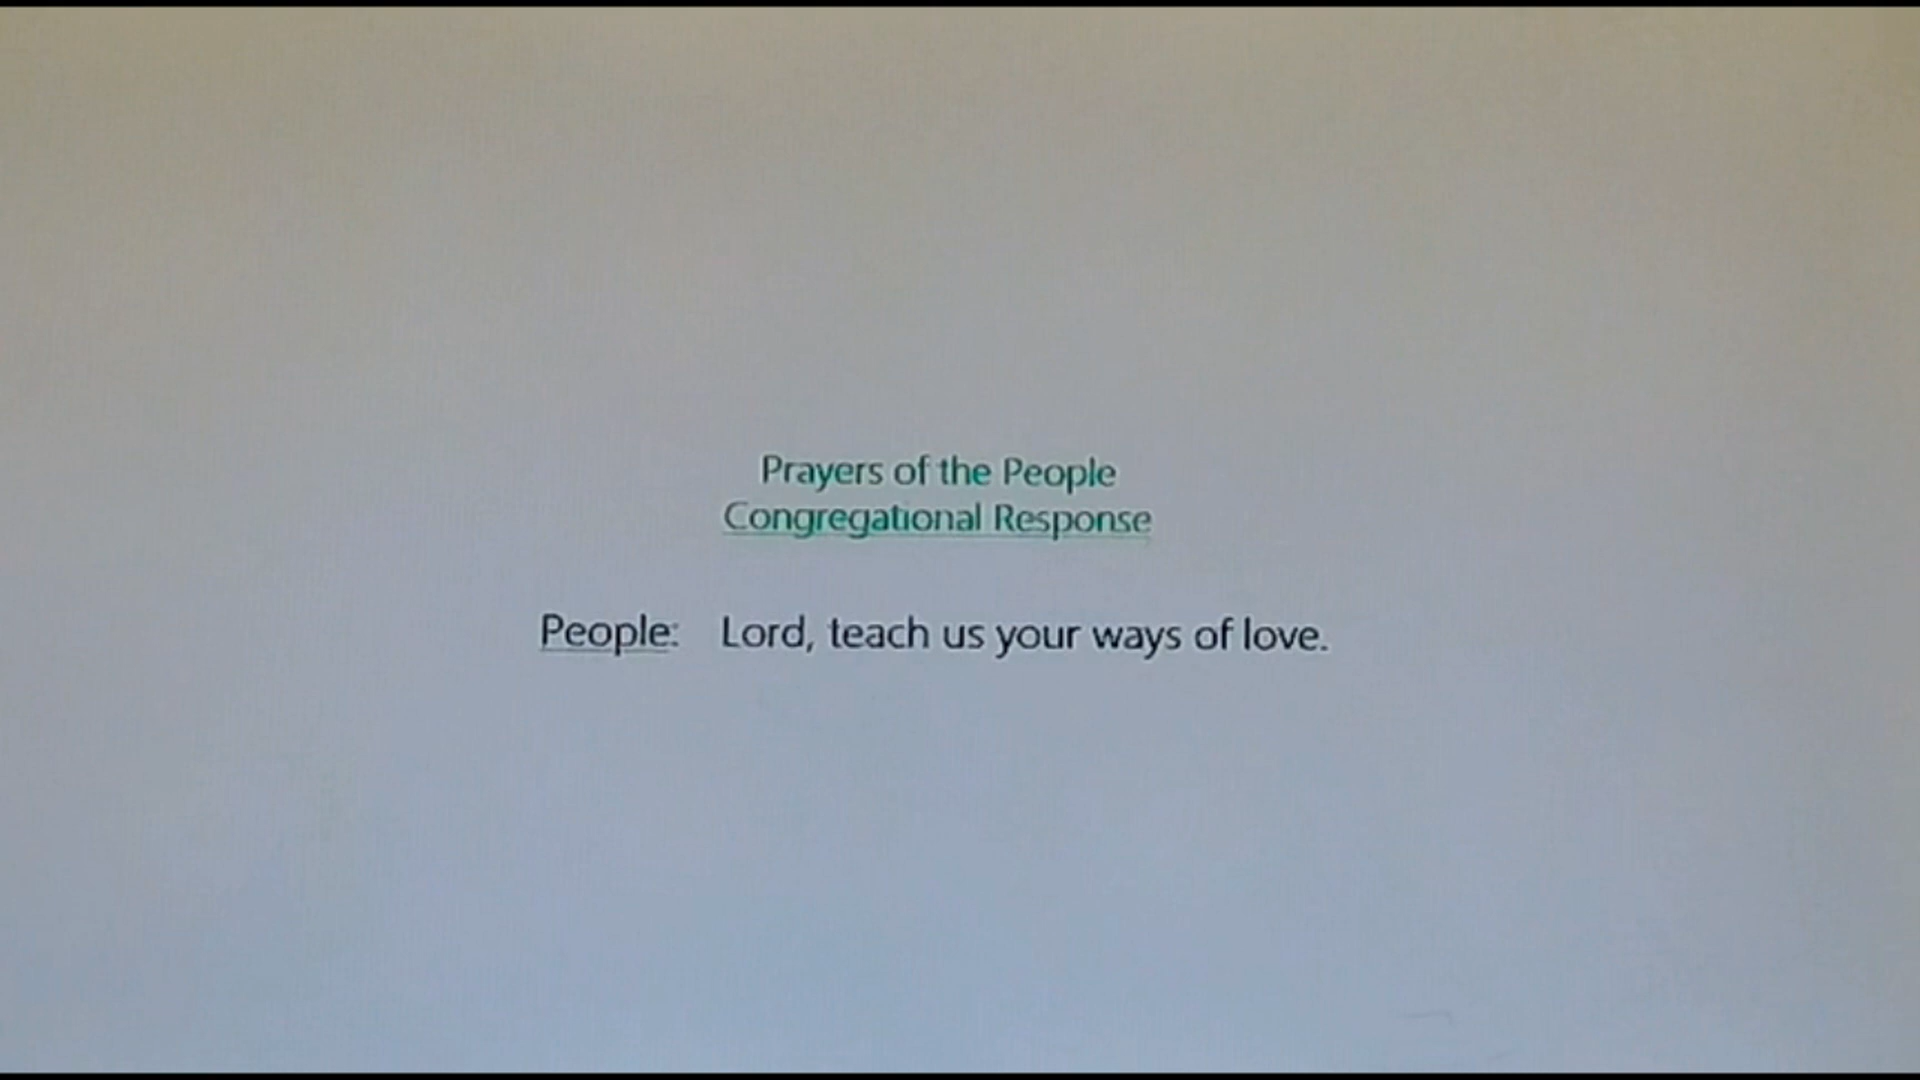 Prayers of the People
Congregational Response
People: Lord, teach us your ways of love.